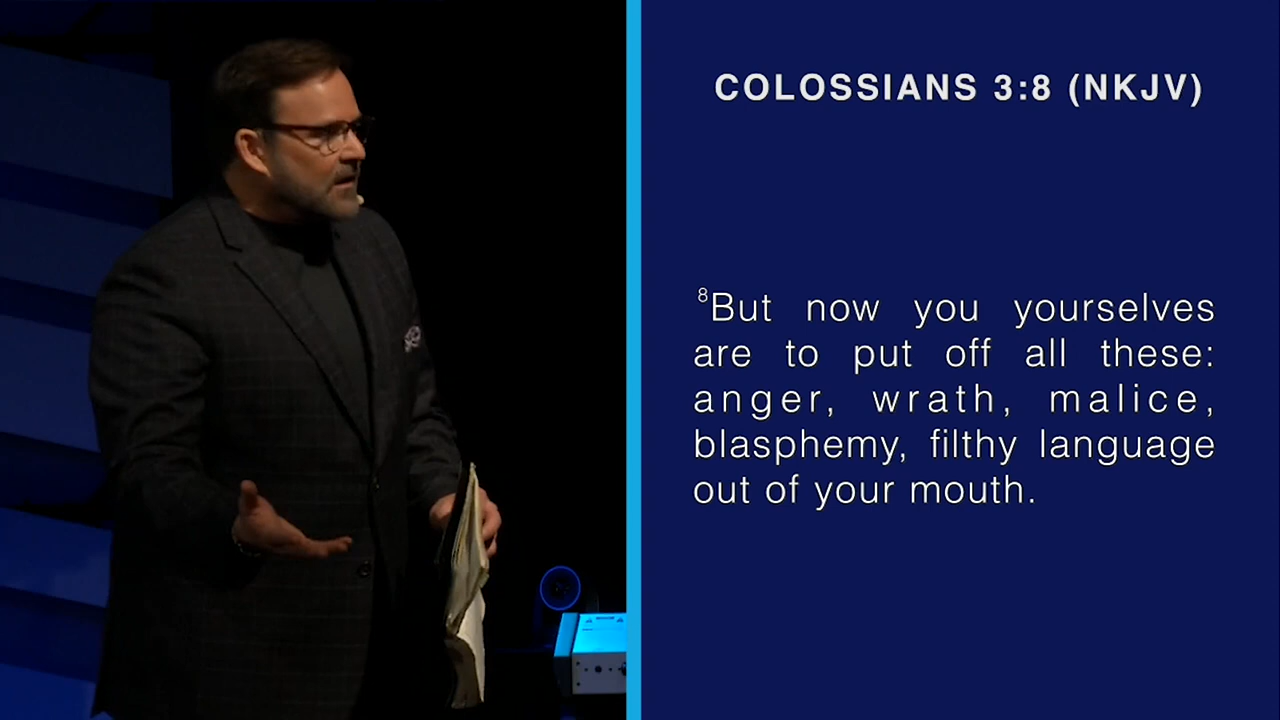 COLOSSIANS 3:8 (NKJV)
8But now you yourselves
are to put off all these:
anger, wrath, malice,
blasphemy, filthy language
out of your mouth.